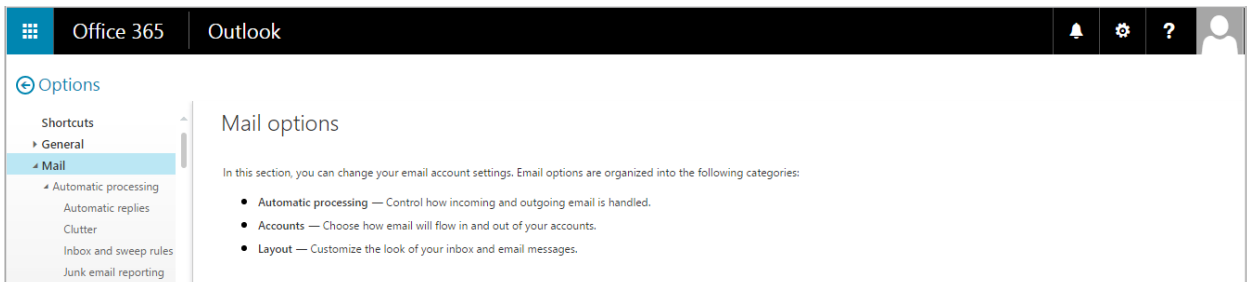 Office 365 Outlook ?
Options
Shortcuts
General
Mail
Automatic processing
Automatic replies
Clutter
Inbox and sweep rules
Junk email reporting
Mail options
In this section, you can change your email account settings. Email options are organized into the following categories:
• Automatic processing — Control how incoming and outgoing email is handled.
• Accounts — Choose how email will flow in and out of your accounts.
• Layout — Customize the look of your inbox and email messages.